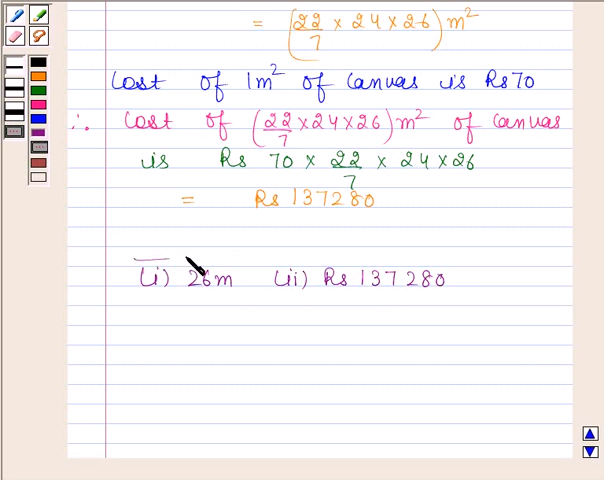 = (22/7 × 24 × 26) m²
Cost of 1m² of Canvas is Rs 70
∴ Cost of (22/7 × 24 × 26) m² of Canvas
is Rs 70 × 22/7 × 24 × 26
= Rs 137280
(i) 26m (ii) Rs 137280